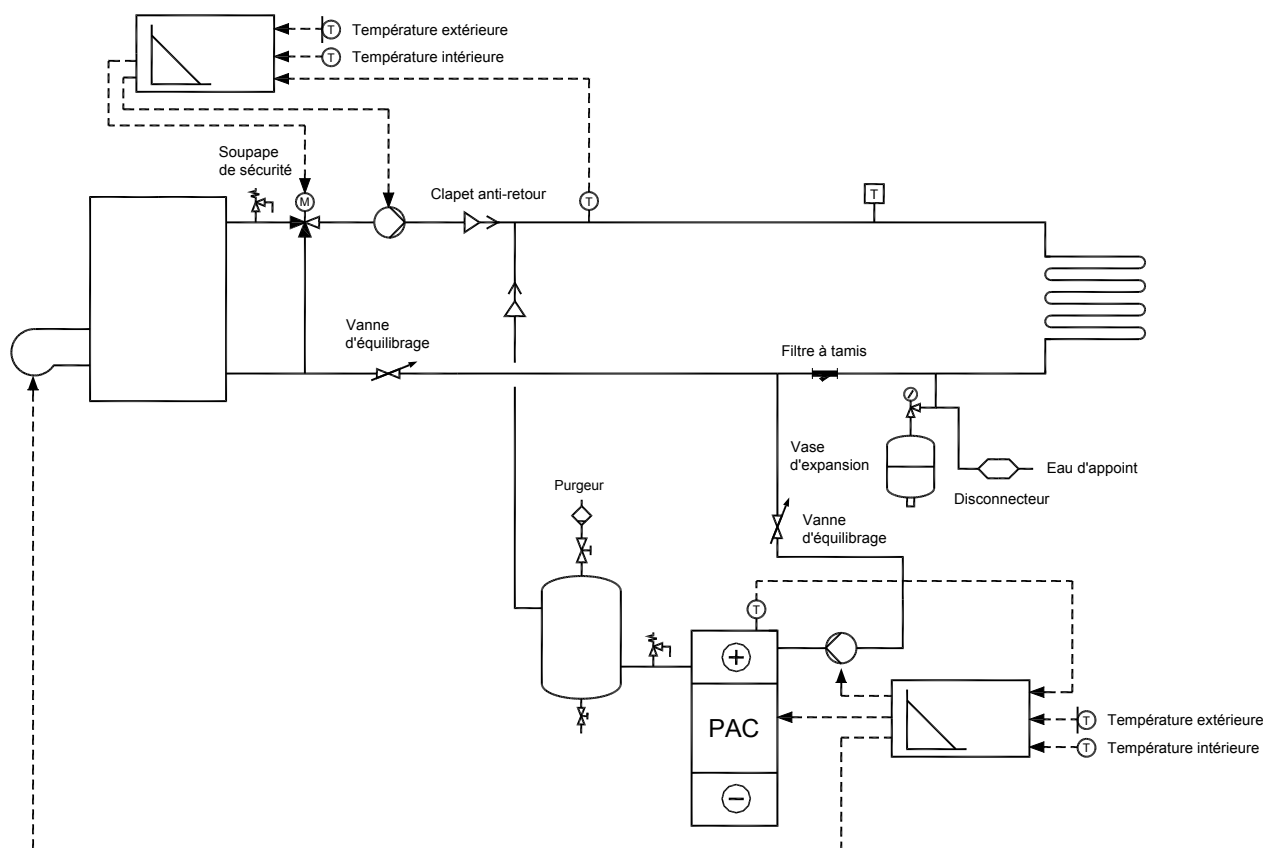 T Température extérieure
T Température intérieure
Soupape
de sécurité
Clapet anti-retour
M
T
T
Vanne
d'équilibrage
Filtre à tamis
Vase
d'expansion
Eau d'appoint
Disconnecteur
Purgeur
Vanne
d'équilibrage
T
+
PAC
T Température extérieure
T Température intérieure
−